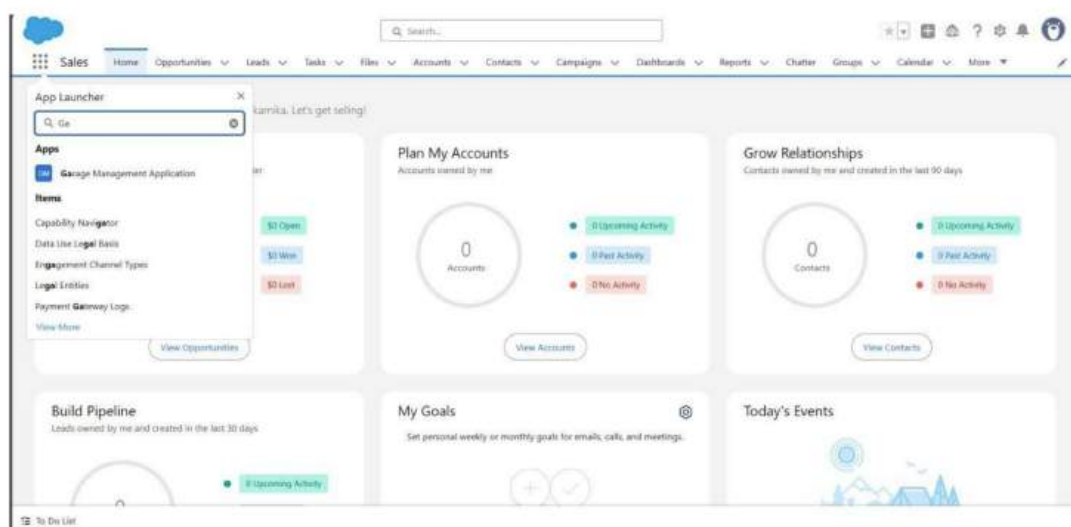 Search...
Sales Home Opportunities Leads Tasks Files Accounts Contacts Campaigns Dashboards Reports Chatter Groups Calendar More
App Launcher
karnika. Let's get selling!
Apps
Garage Management Application
Items
Capability Navigator
Data Use Legal Basis
Engagement Channel Types
Legal Entities
Payment Gateway Logs
View More
$0 Open
$0 Won
$0 Lost
View Opportunities
Plan My Accounts
Accounts owned by me
0
Accounts
0 Upcoming Activity
0 Past Activity
0 No Activity
View Accounts
Grow Relationships
Contacts owned by me and created in the last 90 days
0
Contacts
0 Upcoming Activity
0 Past Activity
0 No Activity
View Contacts
Build Pipeline
Leads owned by me and created in the last 30 days
0 Upcoming Activity
My Goals
Set personal weekly or monthly goals for emails, calls, and meetings.
Today's Events
To Do List